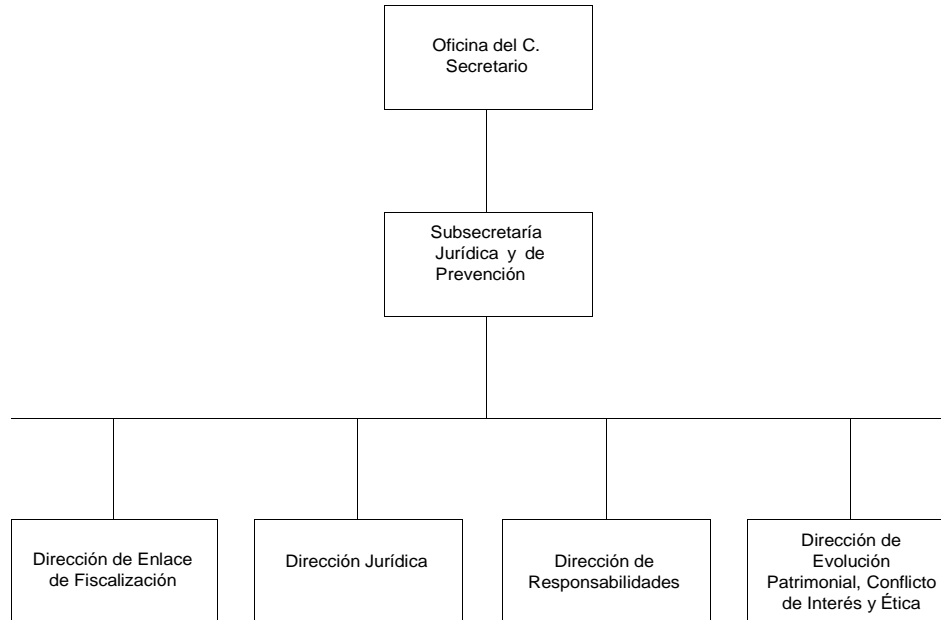 Oficina del C.
Secretario
Subsecretaría
Jurídica y de
Prevención
Dirección de Enlace
de Fiscalización
Dirección Jurídica
Dirección de
Responsabilidades
Dirección de
Evolución
Patrimonial, Conflicto
de Interés y Ética